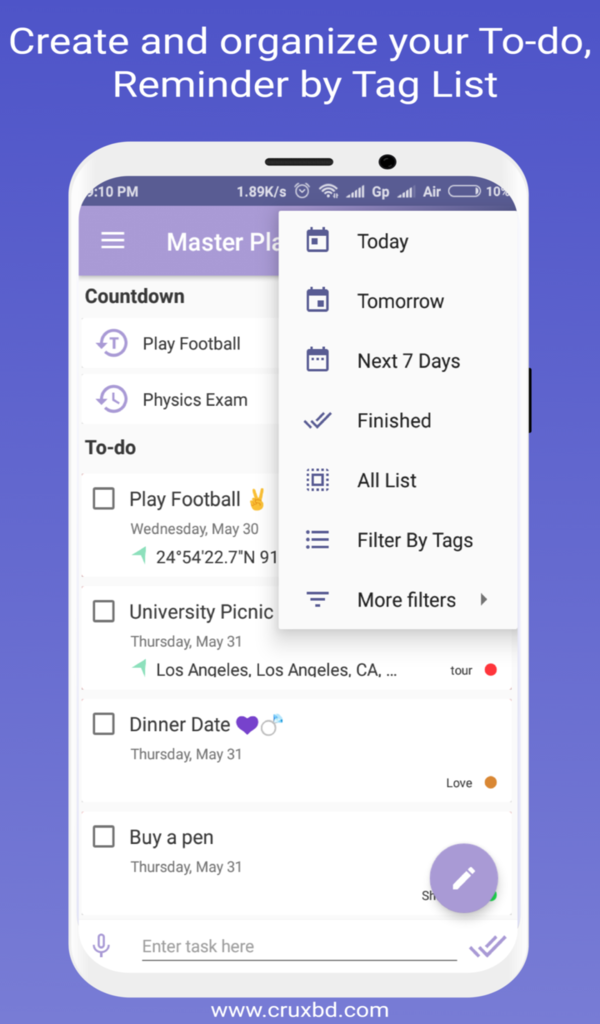 Create and organize your To-do,
Reminder by Tag List
:10 PM 1.89K/s Gp Air 10%
Master
Today
Countdown
Tomorrow
Play Football
Next 7 Days
Physics Exam
Finished
To-do
All List
Play Football ✌
Wednesday, May 30
Filter By Tags
24°54'22.7"N 91
More filters
University Picnic
Thursday, May 31
Los Angeles, Los Angeles, CA, ... tour
Dinner Date 💜💍
Thursday, May 31
Love
Buy a pen
Thursday, May 31
Enter task here
www.cruxbd.com